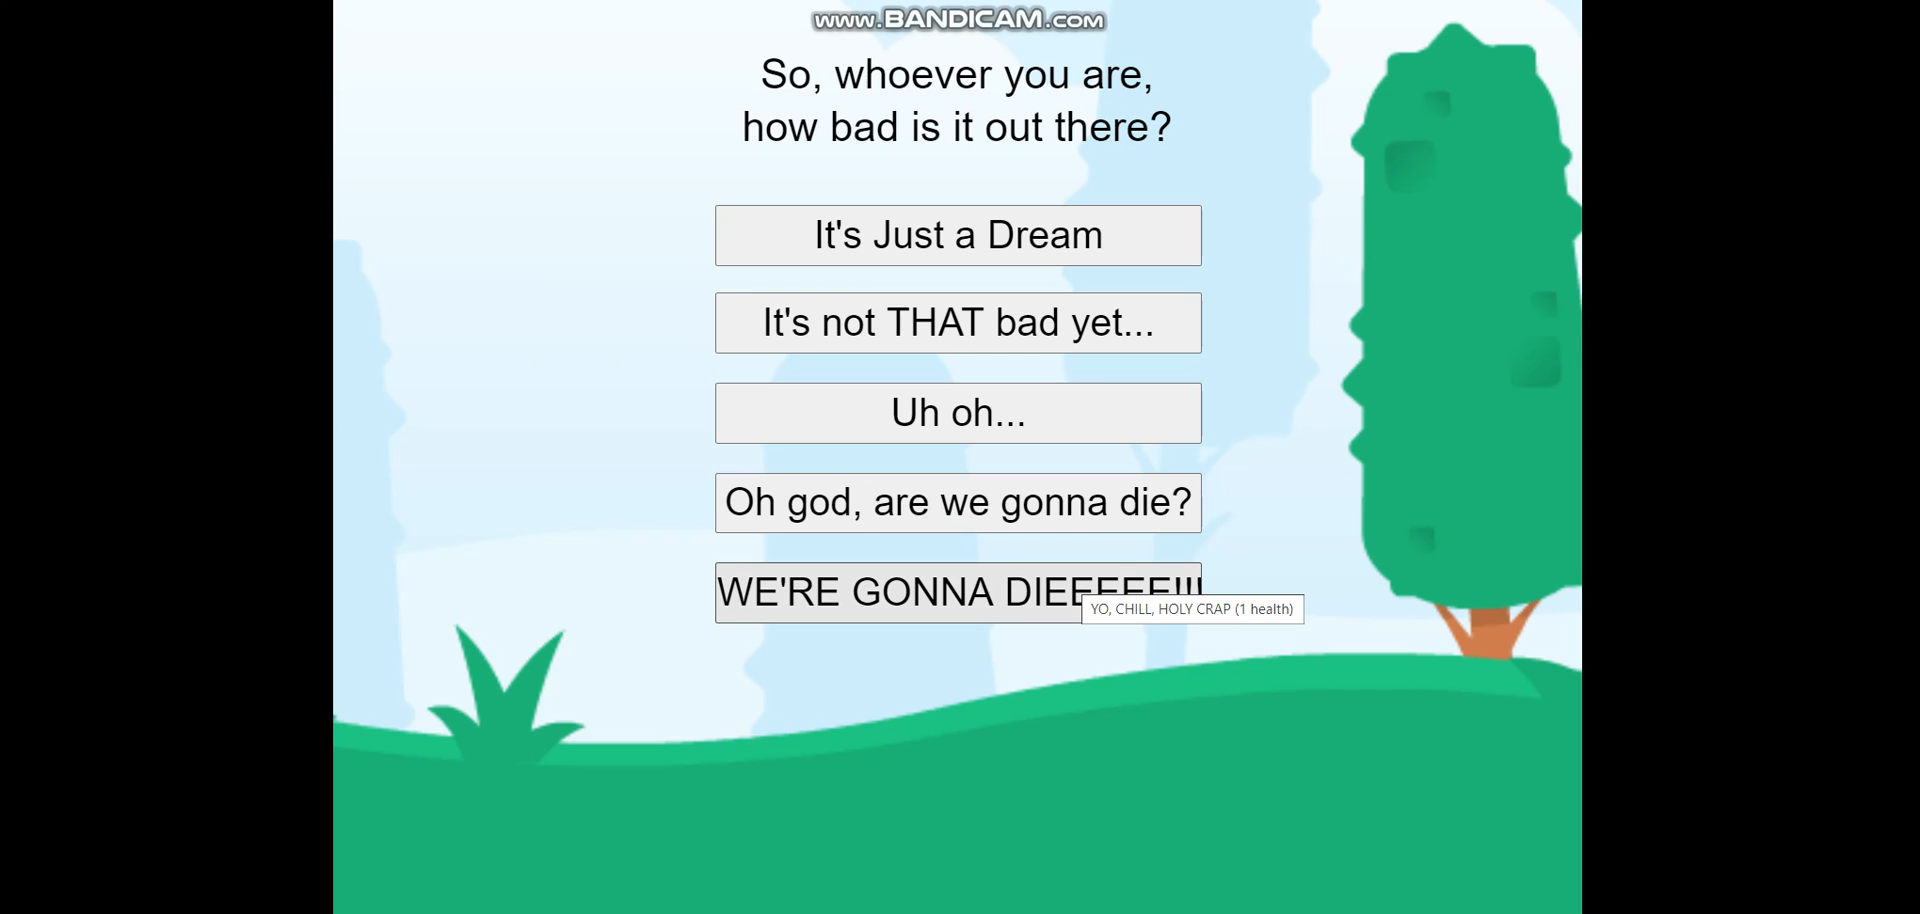 www.BANDICAM.com
So, whoever you are,
how bad is it out there?
It's Just a Dream
It's not THAT bad yet...
Uh oh...
Oh god, are we gonna die?
WE'RE GONNA DIEEEEE!!!
YO, CHILL, HOLY CRAP (1 health)